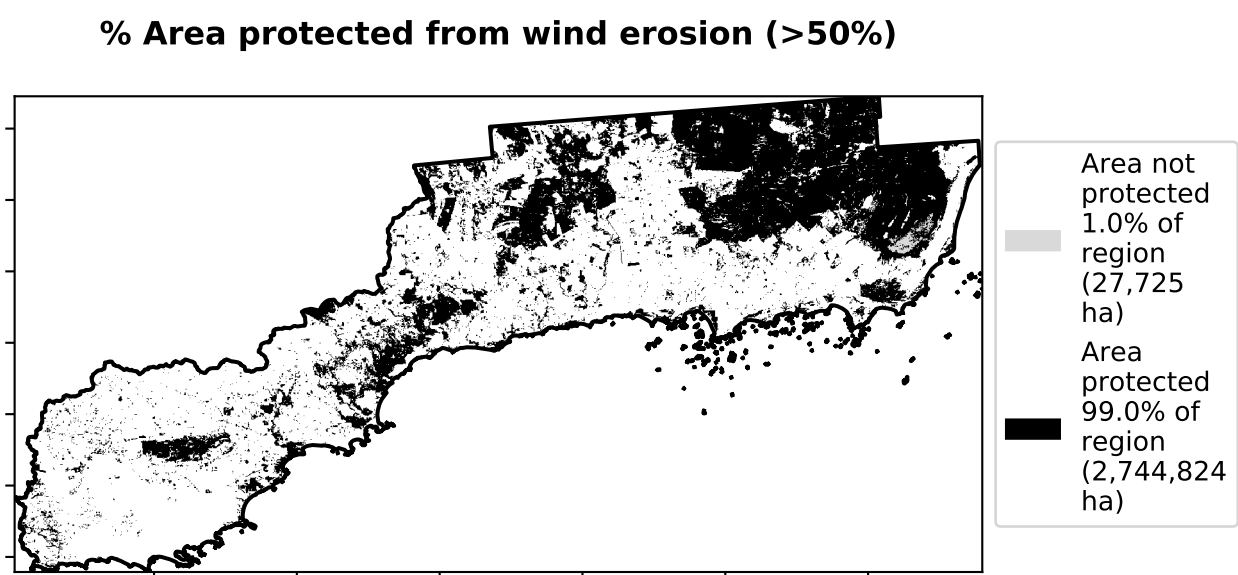 % Area protected from wind erosion (>50%)
Area not
protected
1.0% of
region
(27,725
ha)
Area
protected
99.0% of
region
(2,744,824
ha)